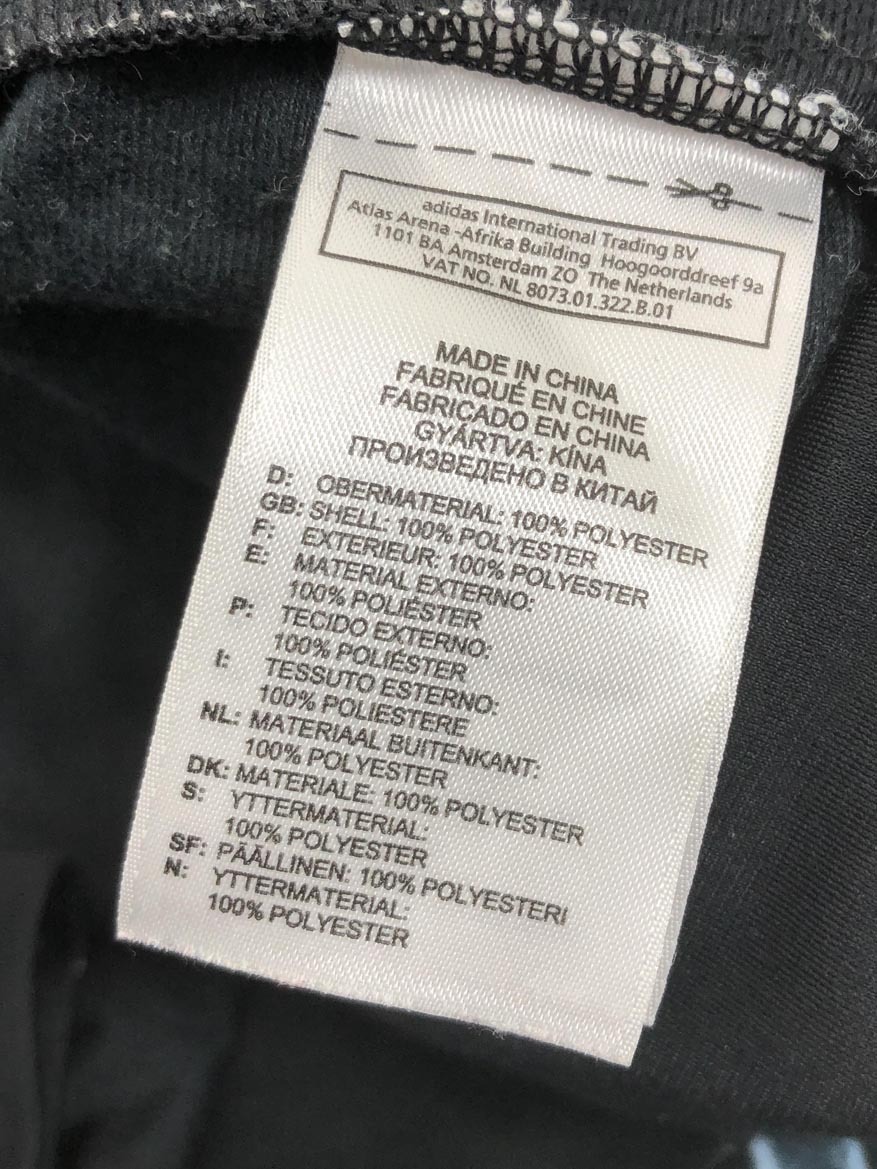 adidas International Trading BV
Atlas Arena -Afrika Building Hoogoorddreef 9a
1101 BA Amsterdam ZO The Netherlands
VAT NO. NL 8073.01.322.B.01
MADE IN CHINA
FABRIQUÉ EN CHINE
FABRICADO EN CHINA
GYÁRTVA: KÍNA
ПРОИЗВЕДЕНО В КИТАЙ
D: OBERMATERIAL: 100% POLYESTER
GB: SHELL: 100% POLYESTER
F: EXTERIEUR: 100% POLYESTER
E: MATERIAL EXTERNO:
100% POLIÉSTER
P: TECIDO EXTERNO:
100% POLIÉSTER
I: TESSUTO ESTERNO:
100% POLIESTERE
NL: MATERIAAL BUITENKANT:
100% POLYESTER
DK: MATERIALE: 100% POLYESTER
S: YTTERMATERIAL:
100% POLYESTER
SF: PÄÄLLINEN: 100% POLYESTERI
N: YTTERMATERIAL:
100% POLYESTER